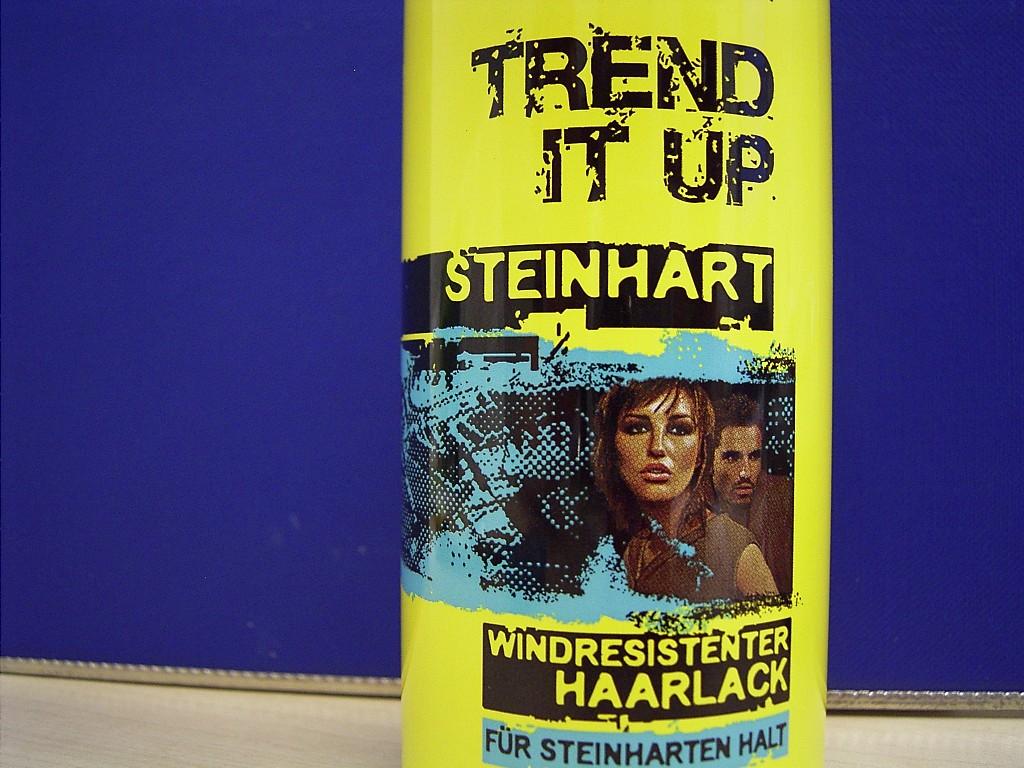 TREND
IT UP
STEINHART
WINDRESISTENTER
HAARLACK
FÜR STEINHARTEN HALT